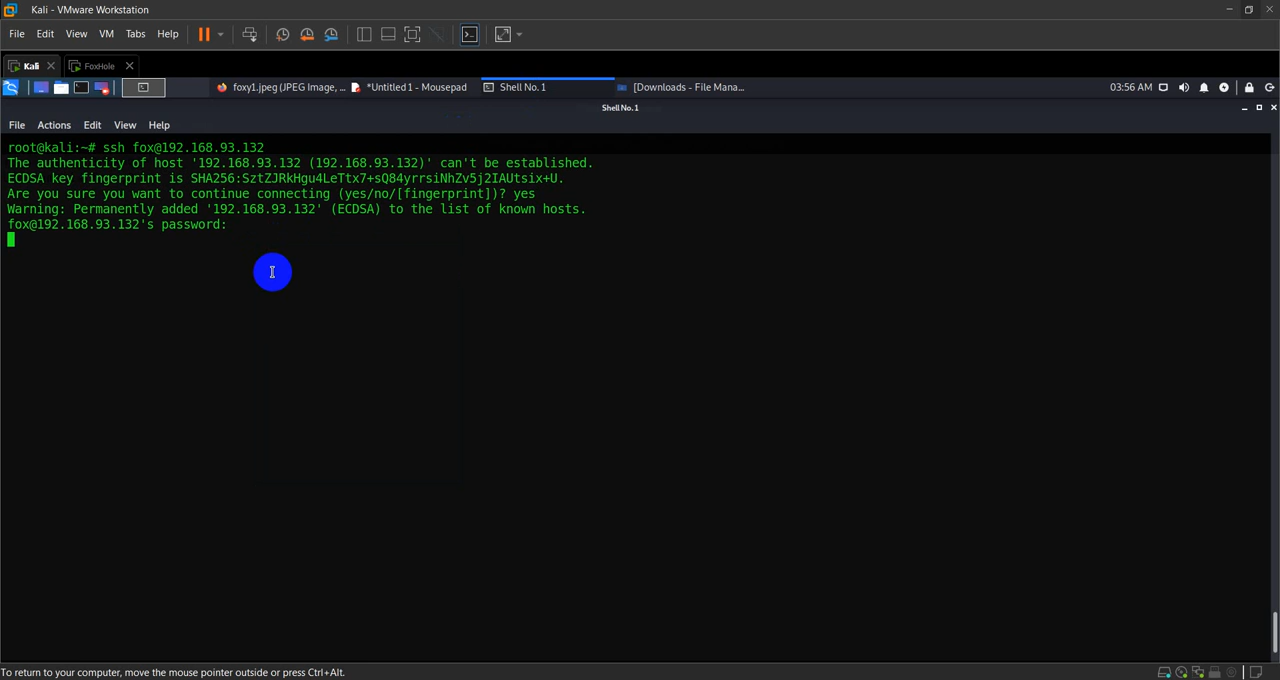 Kali - VMware Workstation
File Edit View VM Tabs Help
Kali FoxHole
foxy1.jpeg (JPEG Image, ... *Untitled 1 - Mousepad Shell No. 1 [Downloads - File Mana... 03:56 AM
Shell No. 1
File Actions Edit View Help
root@kali:~# ssh fox@192.168.93.132
The authenticity of host '192.168.93.132 (192.168.93.132)' can't be established.
ECDSA key fingerprint is SHA256:SztZJRkHgu4LeTtx7+sQ84yrrsiNhZv5j2IAUtsix+U.
Are you sure you want to continue connecting (yes/no/[fingerprint])? yes
Warning: Permanently added '192.168.93.132' (ECDSA) to the list of known hosts.
fox@192.168.93.132's password:
To return to your computer, move the mouse pointer outside or press Ctrl+Alt.